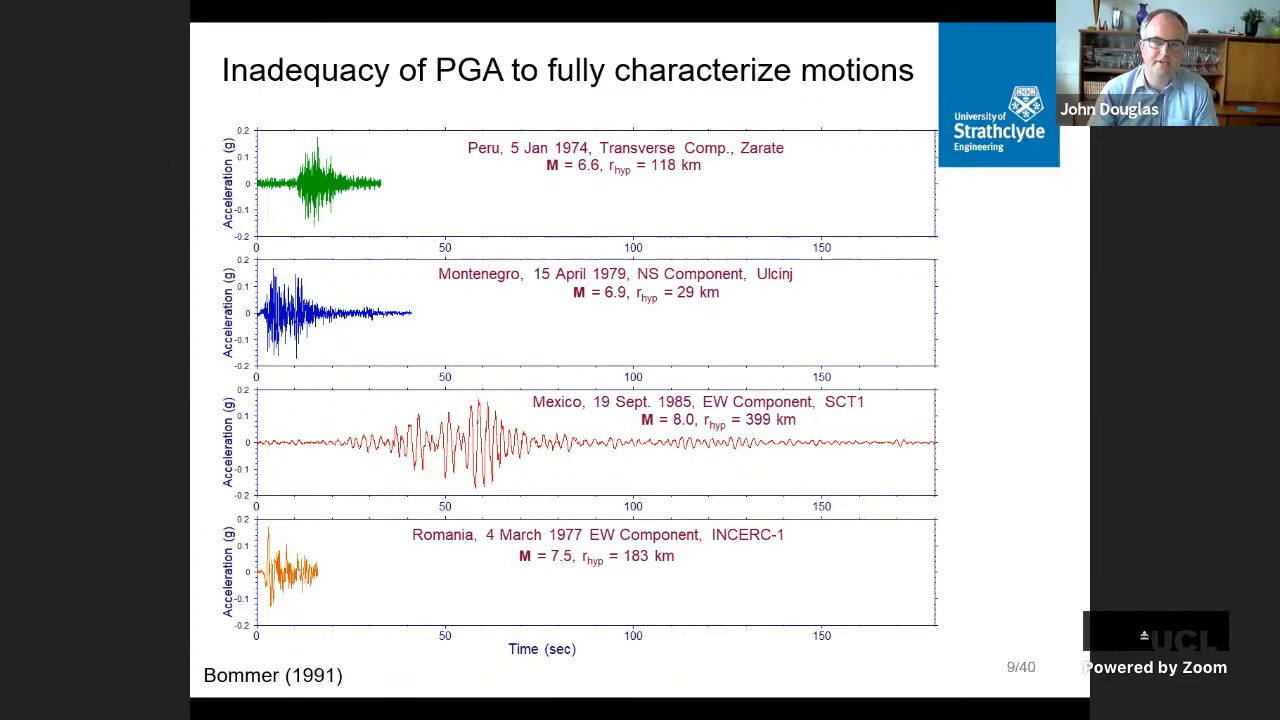 Inadequacy of PGA to fully characterize motions
University of
Strathclyde
Engineering
John Douglas
Acceleration (g)
0.2
0.1
0
-0.1
-0.2
Peru, 5 Jan 1974, Transverse Comp., Zarate
M = 6.6, rhyp = 118 km
0 50 100 150
Acceleration (g)
0.2
0.1
0
-0.1
-0.2
Montenegro, 15 April 1979, NS Component, Ulcinj
M = 6.9, rhyp = 29 km
0 50 100 150
Acceleration (g)
0.2
0.1
0
-0.1
-0.2
Mexico, 19 Sept. 1985, EW Component, SCT1
M = 8.0, rhyp = 399 km
0 50 100 150
Acceleration (g)
0.2
0.1
0
-0.1
-0.2
Romania, 4 March 1977 EW Component, INCERC-1
M = 7.5, rhyp = 183 km
0 50 100 150
Time (sec)
Bommer (1991)
9/40
UCL
Powered by Zoom